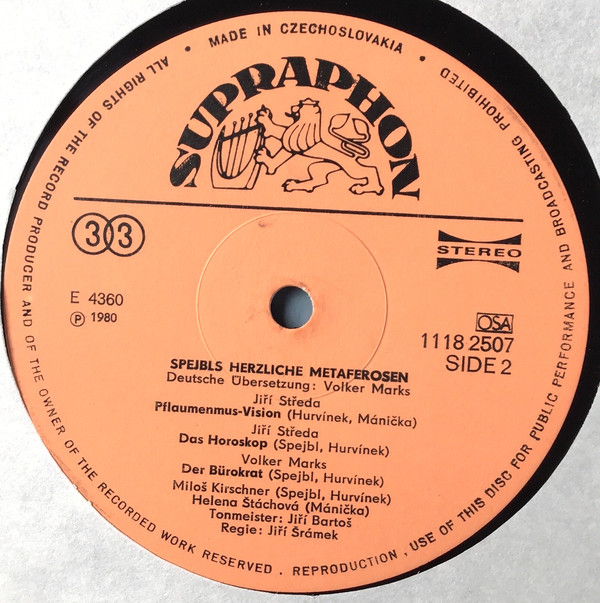 MADE IN CZECHOSLOVAKIA
ALL RIGHTS OF THE RECORD PRODUCER AND OF THE OWNER OF THE RECORDED WORK RESERVED . REPRODUCTION . USE OF THIS DISC FOR PUBLIC PERFORMANCE AND BROADCASTING PROHIBITED
SUPRAPHON
33
STEREO
E 4360
℗ 1980
OSA
1118 2507
SIDE 2
SPEJBLS HERZLICHE METAFEROSEN
Deutsche Übersetzung: Volker Marks
Jiří Středa
Pflaumenmus-Vision (Hurvínek, Mánička)
Jiří Středa
Das Horoskop (Spejbl, Hurvínek)
Volker Marks
Der Bürokrat (Spejbl, Hurvínek)
Miloš Kirschner (Spejbl, Hurvínek)
Helena Štáchová (Mánička)
Tonmeister: Jiří Bartoš
Regie: Jiří Šrámek